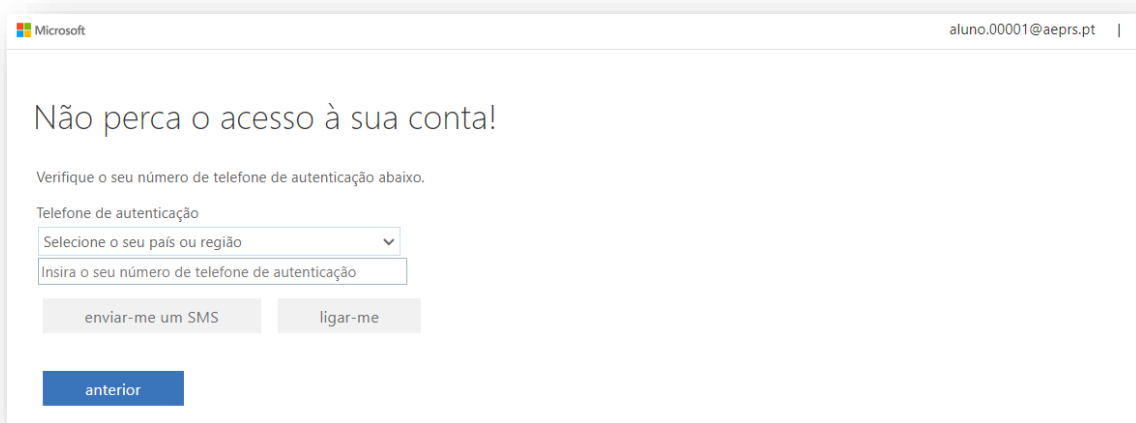 Microsoft
aluno.00001@aeprs.pt |
Não perca o acesso à sua conta!
Verifique o seu número de telefone de autenticação abaixo.
Telefone de autenticação
Selecione o seu país ou região
Insira o seu número de telefone de autenticação
enviar-me um SMS
ligar-me
anterior